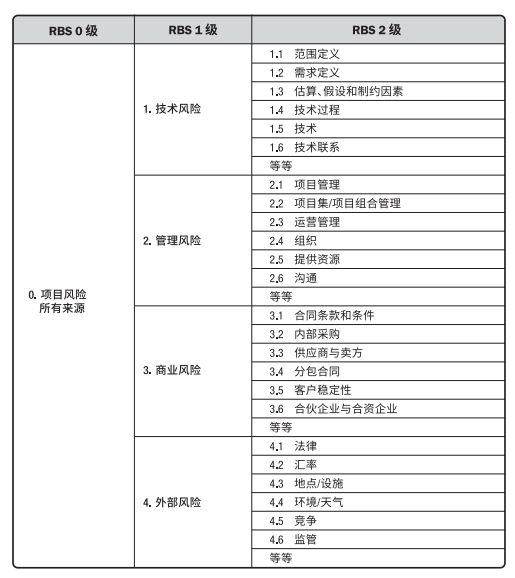 RBS 0 级 RBS 1 级 RBS 2 级
0. 项目风险
所有来源
1. 技术风险
1.1 范围定义
1.2 需求定义
1.3 估算、假设和制约因素
1.4 技术过程
1.5 技术
1.6 技术联系
等等
2. 管理风险
2.1 项目管理
2.2 项目集/项目组合管理
2.3 运营管理
2.4 组织
2.5 提供资源
2.6 沟通
等等
3. 商业风险
3.1 合同条款和条件
3.2 内部采购
3.3 供应商与卖方
3.4 分包合同
3.5 客户稳定性
3.6 合伙企业与合资企业
等等
4. 外部风险
4.1 法律
4.2 汇率
4.3 地点/设施
4.4 环境/天气
4.5 竞争
4.6 监管
等等